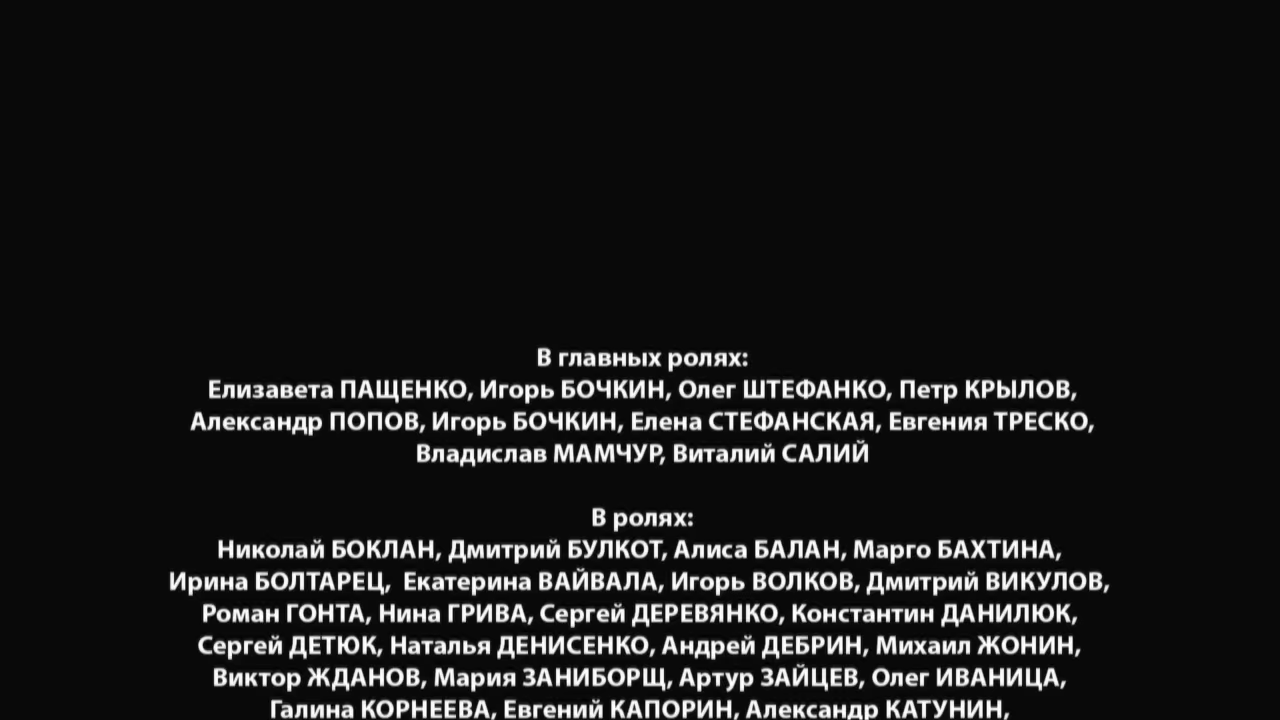 В главных ролях:
Елизавета ПАЩЕНКО, Игорь БОЧКИН, Олег ШТЕФАНКО, Петр КРЫЛОВ,
Александр ПОПОВ, Игорь БОЧКИН, Елена СТЕФАНСКАЯ, Евгения ТРЕСКО,
Владислав МАМЧУР, Виталий САЛИЙ
В ролях:
Николай БОКЛАН, Дмитрий БУЛКОТ, Алиса БАЛАН, Марго БАХТИНА,
Ирина БОЛТАРЕЦ, Екатерина ВАЙВАЛА, Игорь ВОЛКОВ, Дмитрий ВИКУЛОВ,
Роман ГОНТА, Нина ГРИВА, Сергей ДЕРЕВЯНКО, Константин ДАНИЛЮК,
Сергей ДЕТЮК, Наталья ДЕНИСЕНКО, Андрей ДЕБРИН, Михаил ЖОНИН,
Виктор ЖДАНОВ, Мария ЗАНИБОРЩ, Артур ЗАЙЦЕВ, Олег ИВАНИЦА,
Галина КОРНЕЕВА, Евгений КАПОРИН, Александр КАТУНИН,